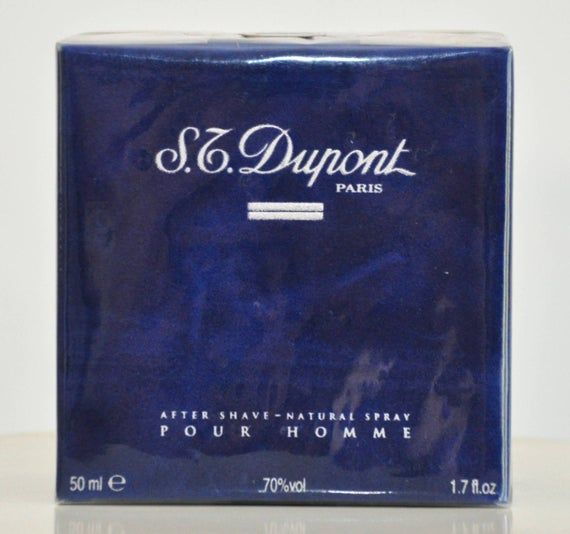 S.T. Dupont
PARIS
AFTER SHAVE – NATURAL SPRAY
POUR HOMME
50 ml ℮ 70%vol 1.7 fl.oz